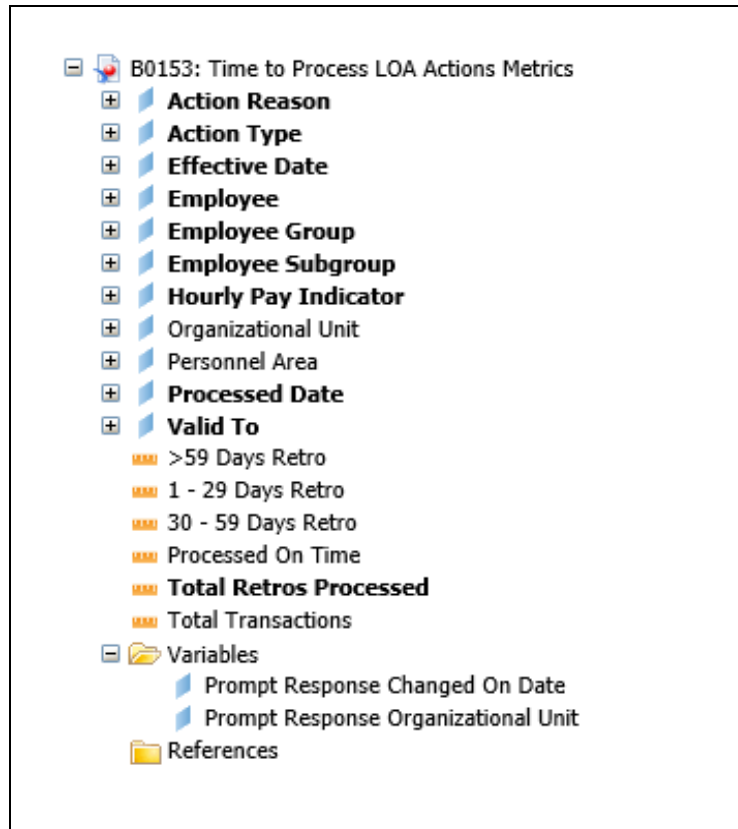 B0153: Time to Process LOA Actions Metrics
Action Reason
Action Type
Effective Date
Employee
Employee Group
Employee Subgroup
Hourly Pay Indicator
Organizational Unit
Personnel Area
Processed Date
Valid To
>59 Days Retro
1 - 29 Days Retro
30 - 59 Days Retro
Processed On Time
Total Retros Processed
Total Transactions
Variables
Prompt Response Changed On Date
Prompt Response Organizational Unit
References